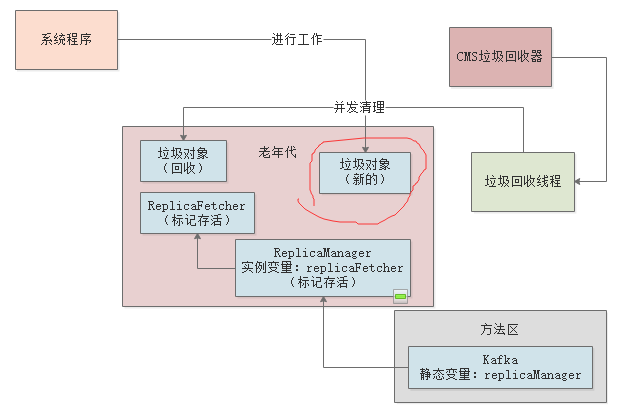 系统程序
进行工作
CMS垃圾回收器
并发清理
老年代
垃圾对象
（回收）
垃圾对象
（新的）
垃圾回收线程
ReplicaFetcher
（标记存活）
ReplicaManager
实例变量：replicaFetcher
（标记存活）
方法区
Kafka
静态变量：replicaManager